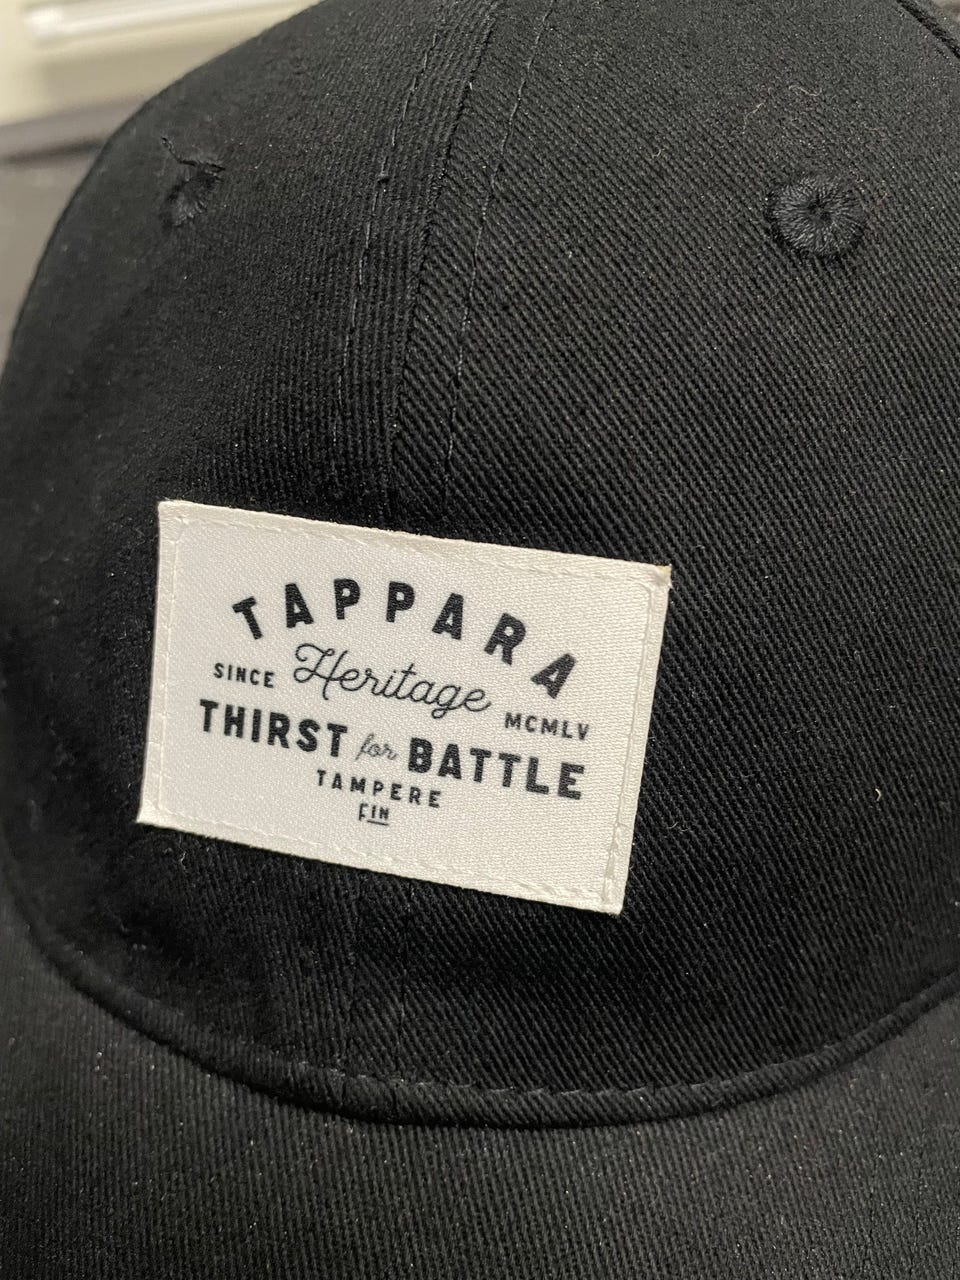 TAPPARA
Heritage
SINCE MCMLV
THIRST for BATTLE
TAMPERE
FIN